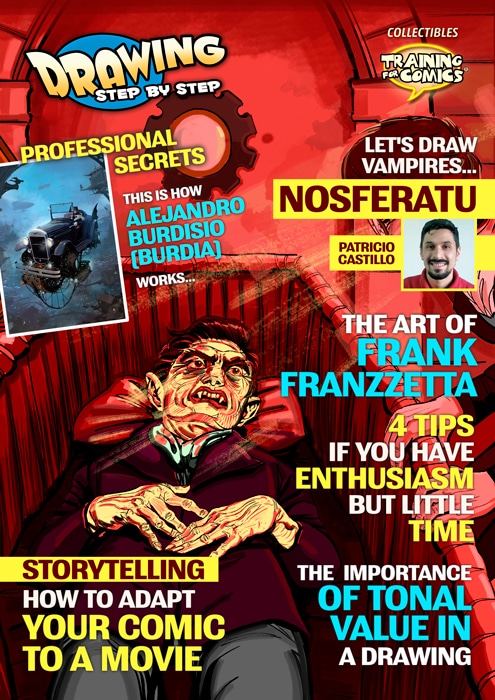 COLLECTIBLES
DRAWING
STEP BY STEP
TRAINING
FOR COMICS
PROFESSIONAL
SECRETS
THIS IS HOW
ALEJANDRO
BURDISIO
[BURDIA]
WORKS...
LET'S DRAW
VAMPIRES...
NOSFERATU
PATRICIO
CASTILLO
THE ART OF
FRANK
FRANZZETTA
4 TIPS
IF YOU HAVE
ENTHUSIASM
BUT LITTLE
TIME
STORYTELLING
HOW TO ADAPT
YOUR COMIC
TO A MOVIE
THE IMPORTANCE
OF TONAL
VALUE IN
A DRAWING